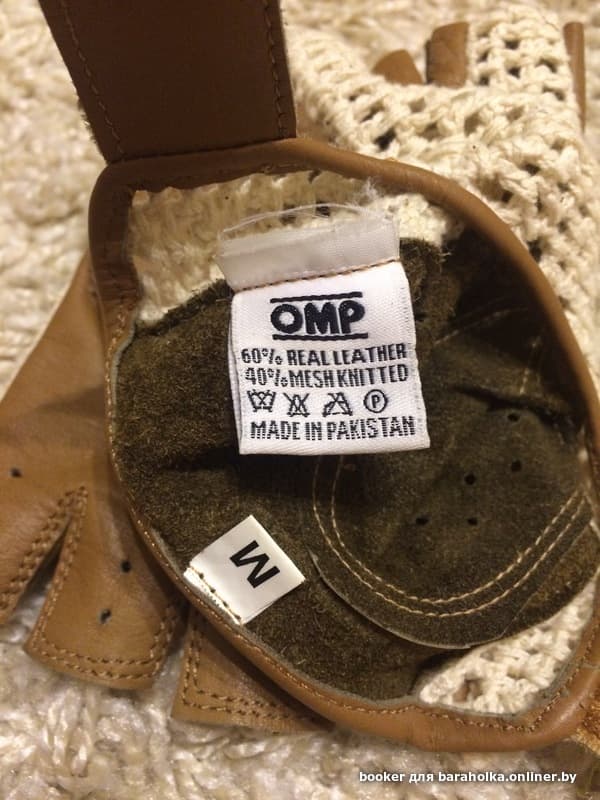 OMP
60% REAL LEATHER
40% MESH KNITTED
P
MADE IN PAKISTAN
M
booker для baraholka.onliner.by